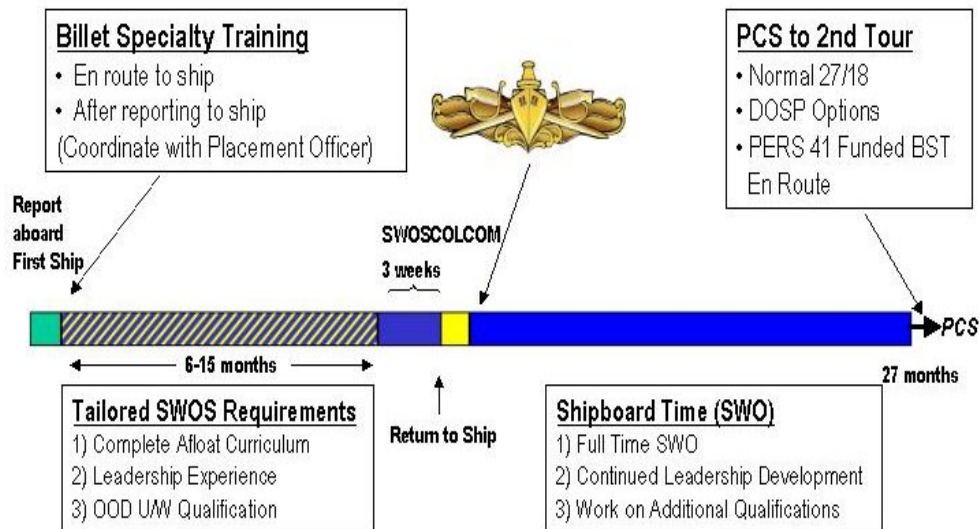 Billet Specialty Training
• En route to ship
• After reporting to ship
(Coordinate with Placement Officer)
PCS to 2nd Tour
• Normal 27/18
• DOSP Options
• PERS 41 Funded BST
En Route
Report
aboard
First Ship
SWOSCOLCOM
3 weeks
PCS
6-15 months
27 months
Return to Ship
Tailored SWOS Requirements
1) Complete Afloat Curriculum
2) Leadership Experience
3) OOD U/W Qualification
Shipboard Time (SWO)
1) Full Time SWO
2) Continued Leadership Development
3) Work on Additional Qualifications